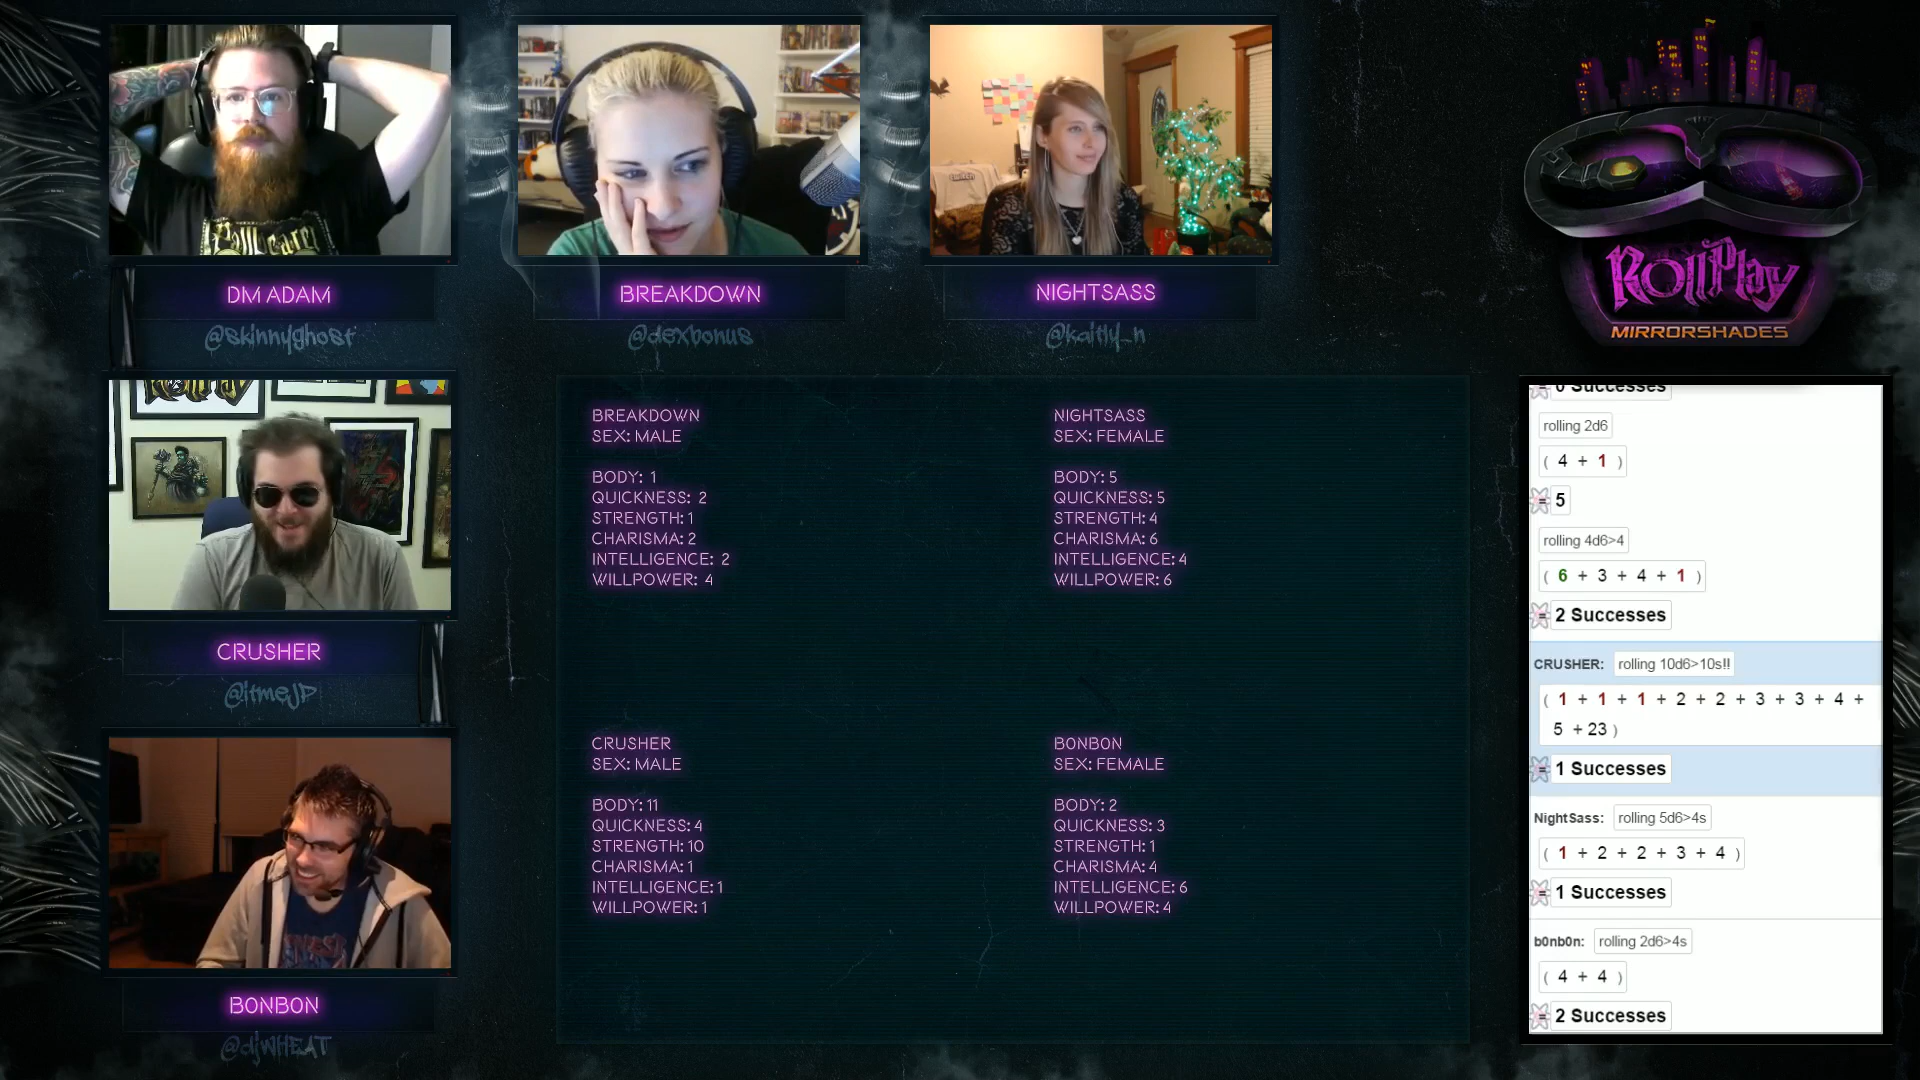 DM ADAM
@skinnyghost
BREAKDOWN
@dexbonus
NIGHTSASS
@kaitly_n
ROllPlay
MIRRORSHADES
CRUSHER
@itmeJP
BONBON
@djWHEAT
BREAKDOWN
SEX: MALE
BODY: 1
QUICKNESS: 2
STRENGTH: 1
CHARISMA: 2
INTELLIGENCE: 2
WILLPOWER: 4
NIGHTSASS
SEX: FEMALE
BODY: 5
QUICKNESS: 5
STRENGTH: 4
CHARISMA: 6
INTELLIGENCE: 4
WILLPOWER: 6
CRUSHER
SEX: MALE
BODY: 11
QUICKNESS: 4
STRENGTH: 10
CHARISMA: 1
INTELLIGENCE: 1
WILLPOWER: 1
BONBON
SEX: FEMALE
BODY: 2
QUICKNESS: 3
STRENGTH: 1
CHARISMA: 4
INTELLIGENCE: 6
WILLPOWER: 4
= 0 Successes
rolling 2d6
( 4 + 1 )
= 5
rolling 4d6>4
( 6 + 3 + 4 + 1 )
= 2 Successes
CRUSHER: rolling 10d6>10s!!
( 1 + 1 + 1 + 2 + 2 + 3 + 3 + 4 +
5 + 23 )
= 1 Successes
NightSass: rolling 5d6>4s
( 1 + 2 + 2 + 3 + 4 )
= 1 Successes
b0nb0n: rolling 2d6>4s
( 4 + 4 )
= 2 Successes